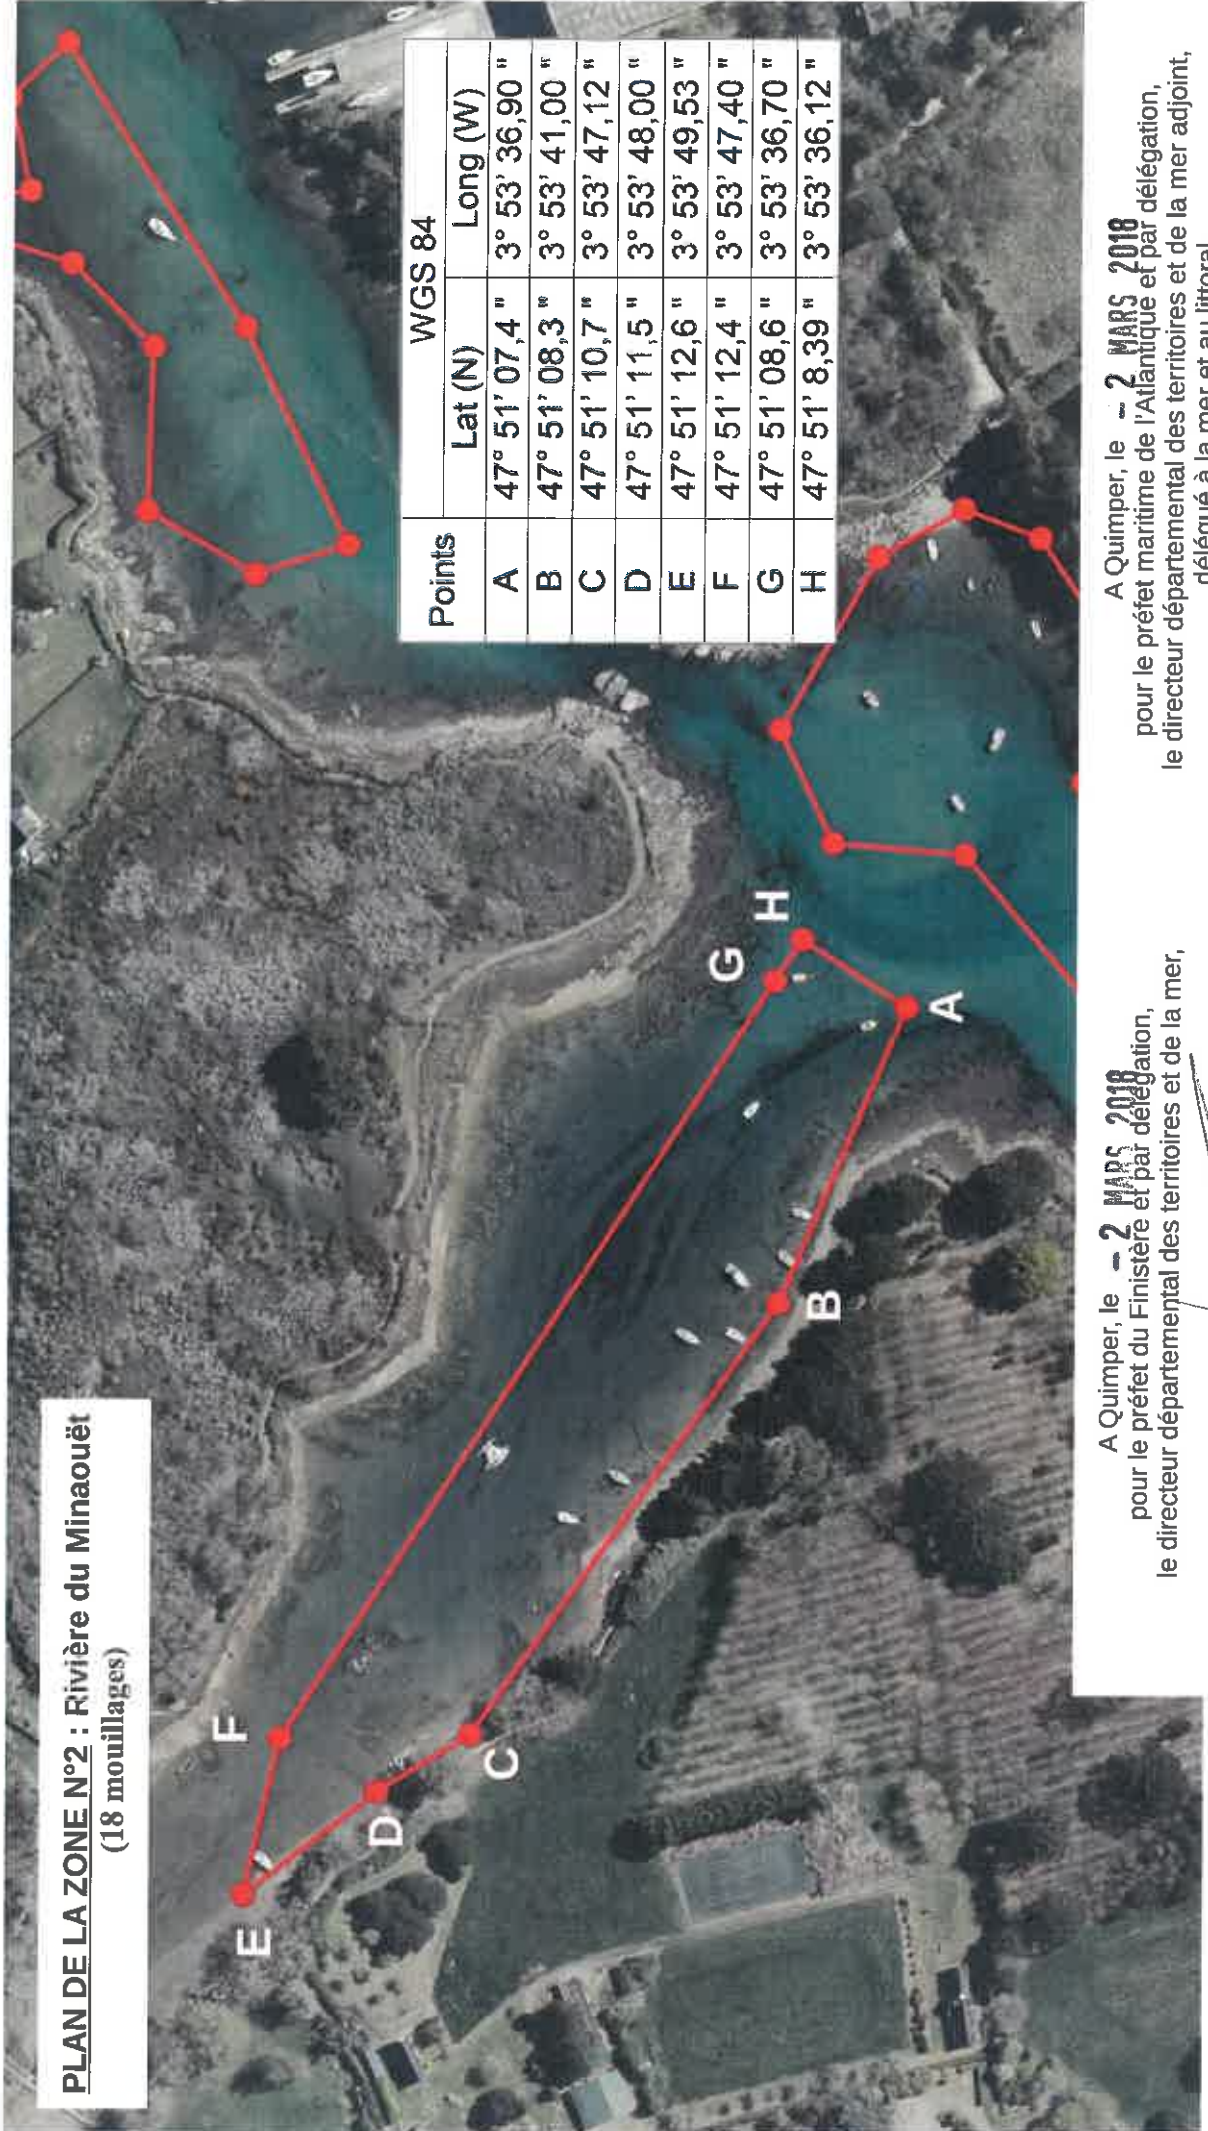 PLAN DE LA ZONE N°2 : Rivière du Minaouët
(18 mouillages)
E
F
D
C
B
G
H
A
WGS 84
Points Lat (N) Long (W)
A 47° 51' 07,4 " 3° 53' 36,90 "
B 47° 51' 08,3 " 3° 53' 41,00 "
C 47° 51' 10,7 " 3° 53' 47,12 "
D 47° 51' 11,5 " 3° 53' 48,00 "
E 47° 51' 12,6 " 3° 53' 49,53 "
F 47° 51' 12,4 " 3° 53' 47,40 "
G 47° 51' 08,6 " 3° 53' 36,70 "
H 47° 51' 8,39 " 3° 53' 36,12 "
A Quimper, le - 2 MARS 2018
pour le préfet du Finistère et par délégation,
le directeur départemental des territoires et de la mer,
A Quimper, le - 2 MARS 2018
pour le préfet maritime de l'Atlantique et par délégation,
le directeur départemental des territoires et de la mer adjoint,
délégué à la mer et au littoral